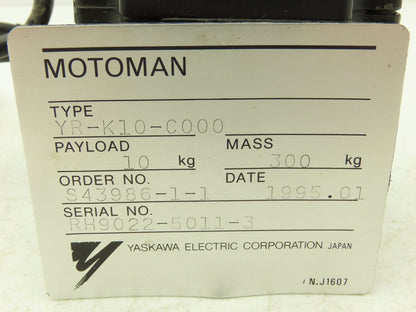 MOTOMAN
TYPE
YR-K10-C000
PAYLOAD MASS
10 kg 300 kg
ORDER NO. DATE
S43986-1-1 1995.01
SERIAL NO.
RH9022-5011-3
YASKAWA ELECTRIC CORPORATION JAPAN
N.J1607